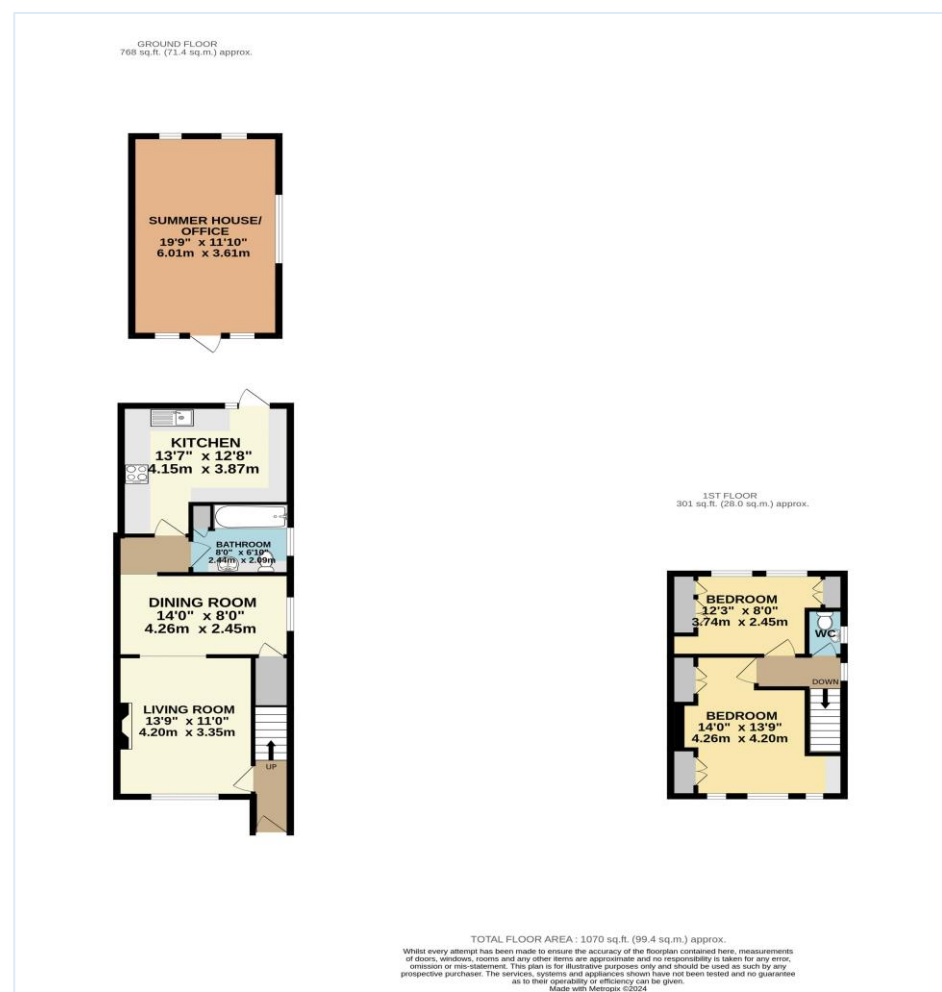 GROUND FLOOR
768 sq.ft. (71.4 sq.m.) approx.
SUMMER HOUSE/
OFFICE
19'9" x 11'10"
6.01m x 3.61m
KITCHEN
13'7" x 12'8"
4.15m x 3.87m
BATHROOM
8'0" x 6'10"
2.44m x 2.09m
DINING ROOM
14'0" x 8'0"
4.26m x 2.45m
LIVING ROOM
13'9" x 11'0"
4.20m x 3.35m
UP
1ST FLOOR
301 sq.ft. (28.0 sq.m.) approx.
BEDROOM
12'3" x 8'0"
3.74m x 2.45m
WC
DOWN
BEDROOM
14'0" x 13'9"
4.26m x 4.20m
TOTAL FLOOR AREA : 1070 sq.ft. (99.4 sq.m.) approx.
Whilst every attempt has been made to ensure the accuracy of the floorplan contained here, measurements
of doors, windows, rooms and any other items are approximate and no responsibility is taken for any error,
omission or mis-statement. This plan is for illustrative purposes only and should be used as such by any
prospective purchaser. The services, systems and appliances shown have not been tested and no guarantee
as to their operability or efficiency can be given.
Made with Metropix ©2024